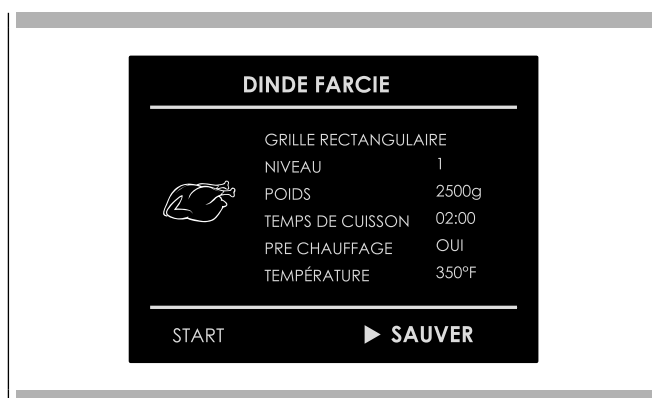 DINDE FARCIE
GRILLE RECTANGULAIRE
NIVEAU 1
POIDS 2500g
TEMPS DE CUISSON 02:00
PRE CHAUFFAGE OUI
TEMPÉRATURE 350°F
START ▶ SAUVER